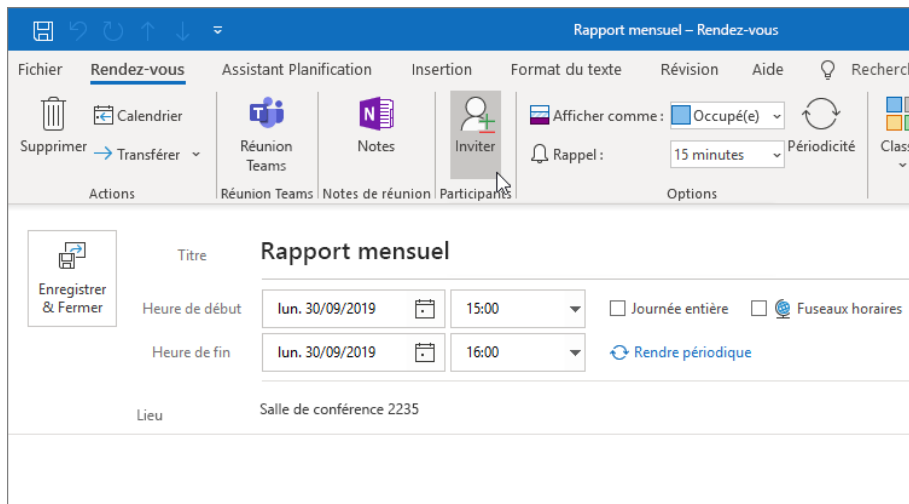 Rapport mensuel – Rendez-vous
Fichier Rendez-vous Assistant Planification Insertion Format du texte Révision Aide Recherch
Supprimer
Calendrier
Transférer
Actions
Réunion
Teams
Réunion Teams
Notes
Notes de réunion
Inviter
Participants
Afficher comme : Occupé(e)
Rappel : 15 minutes
Périodicité
Options
Class
Enregistrer
& Fermer
Titre Rapport mensuel
Heure de début lun. 30/09/2019 15:00 Journée entière Fuseaux horaires
Heure de fin lun. 30/09/2019 16:00 Rendre périodique
Lieu Salle de conférence 2235